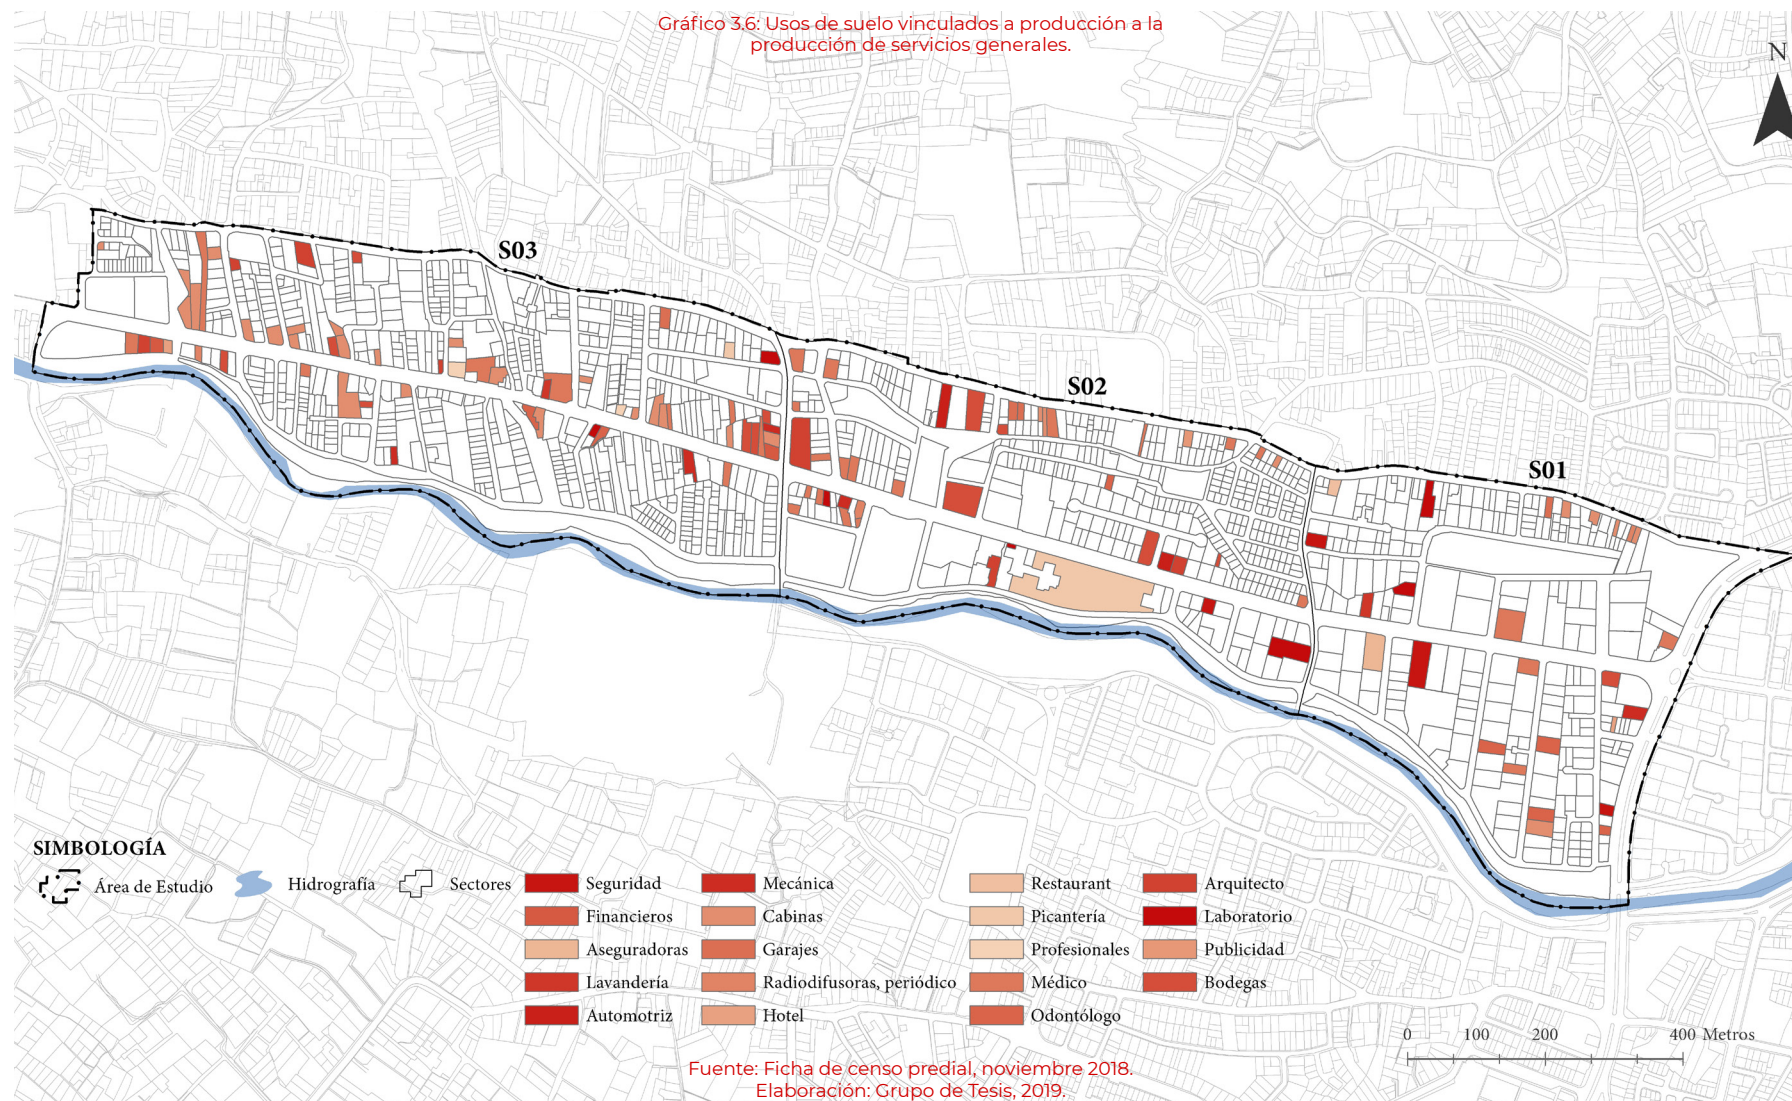 Gráfico 3.6: Usos de suelo vinculados a producción a la
producción de servicios generales.
N
S03
S02
S01
SIMBOLOGÍA
Área de Estudio
Hidrografía
Sectores
Seguridad
Financieros
Aseguradoras
Lavandería
Automotriz
Mecánica
Cabinas
Garajes
Radiodifusoras, periódico
Hotel
Restaurant
Picantería
Profesionales
Médico
Odontólogo
Arquitecto
Laboratorio
Publicidad
Bodegas
0 100 200 400 Metros
Fuente: Ficha de censo predial, noviembre 2018.
Elaboración: Grupo de Tesis, 2019.